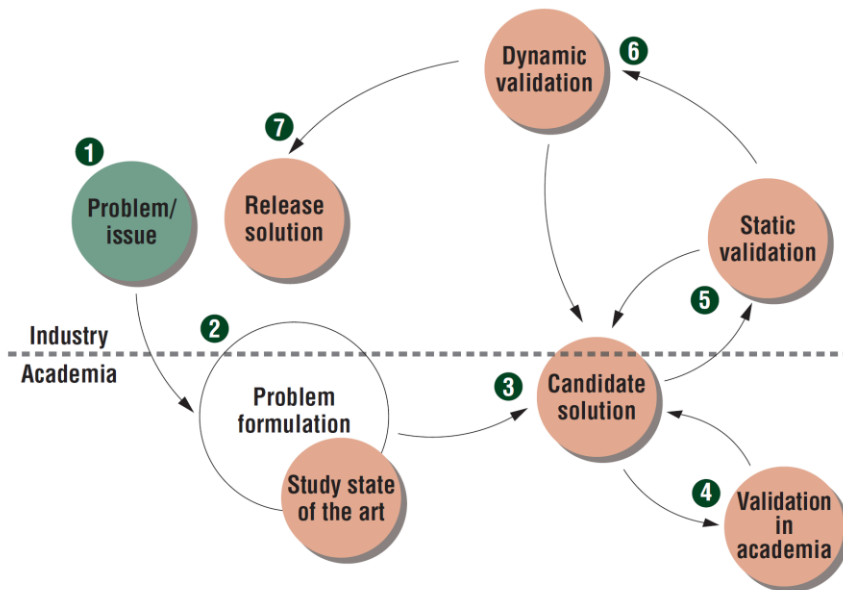 1
Problem/
issue
2
Problem
formulation
Study state
of the art
3
Candidate
solution
4
Validation
in
academia
5
Static
validation
6
Dynamic
validation
7
Release
solution
Industry
Academia